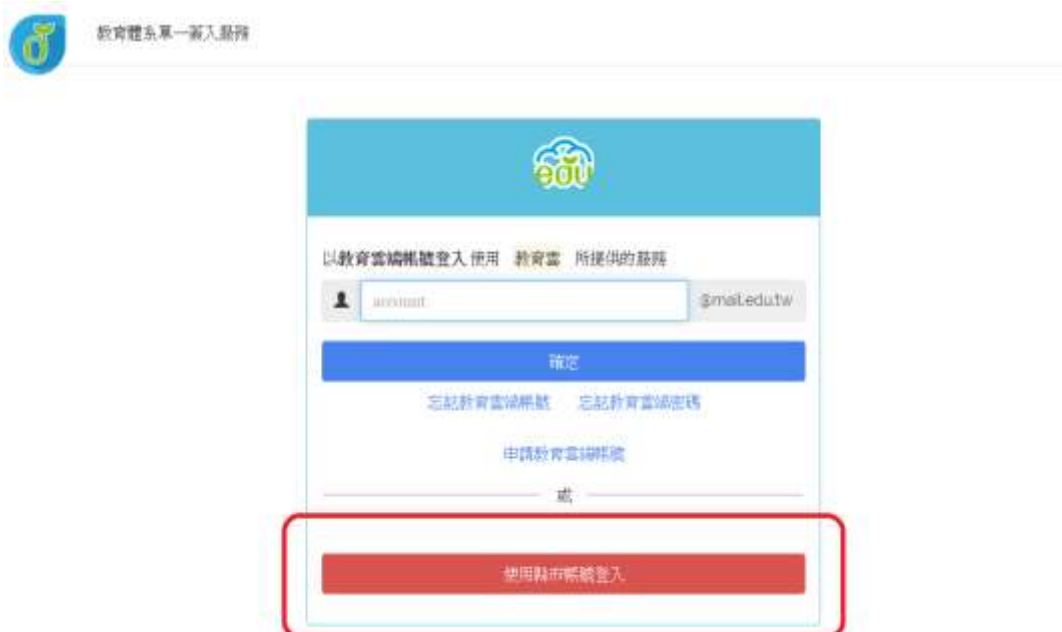 教育體系單一簽入服務
edu
以教育雲端帳號登入 使用 教育雲 所提供的服務
account
@mail.edu.tw
確定
忘記教育雲端帳號 忘記教育雲端密碼
申請教育雲端帳號
或
使用縣市帳號登入